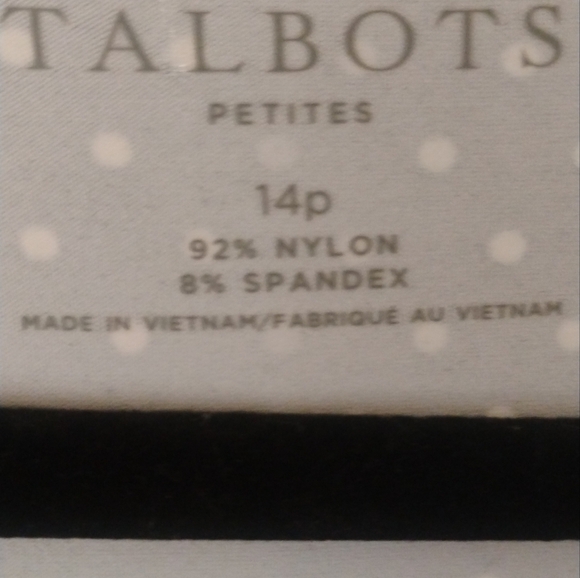 TALBOTS
PETITES
14p
92% NYLON
8% SPANDEX
MADE IN VIETNAM/FABRIQUÉ AU VIETNAM